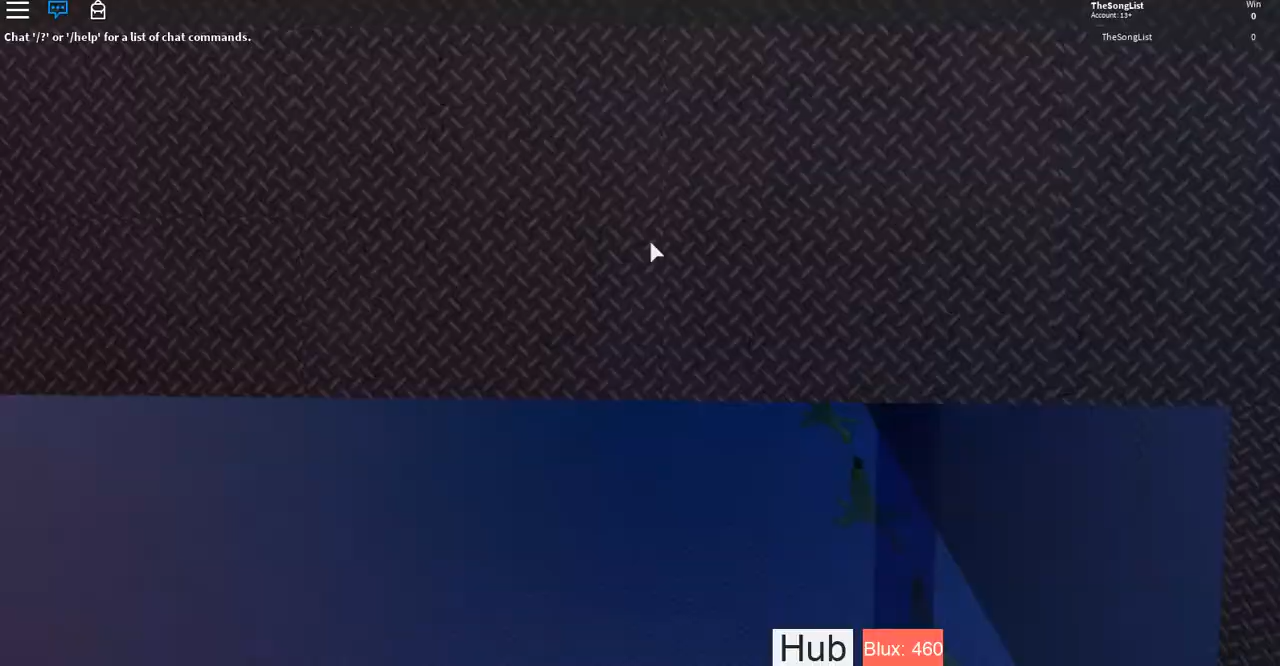 TheSongList
Account: 13+
Win
0
Chat '/?' or '/help' for a list of chat commands.
TheSongList
0
Hub
Blux: 460